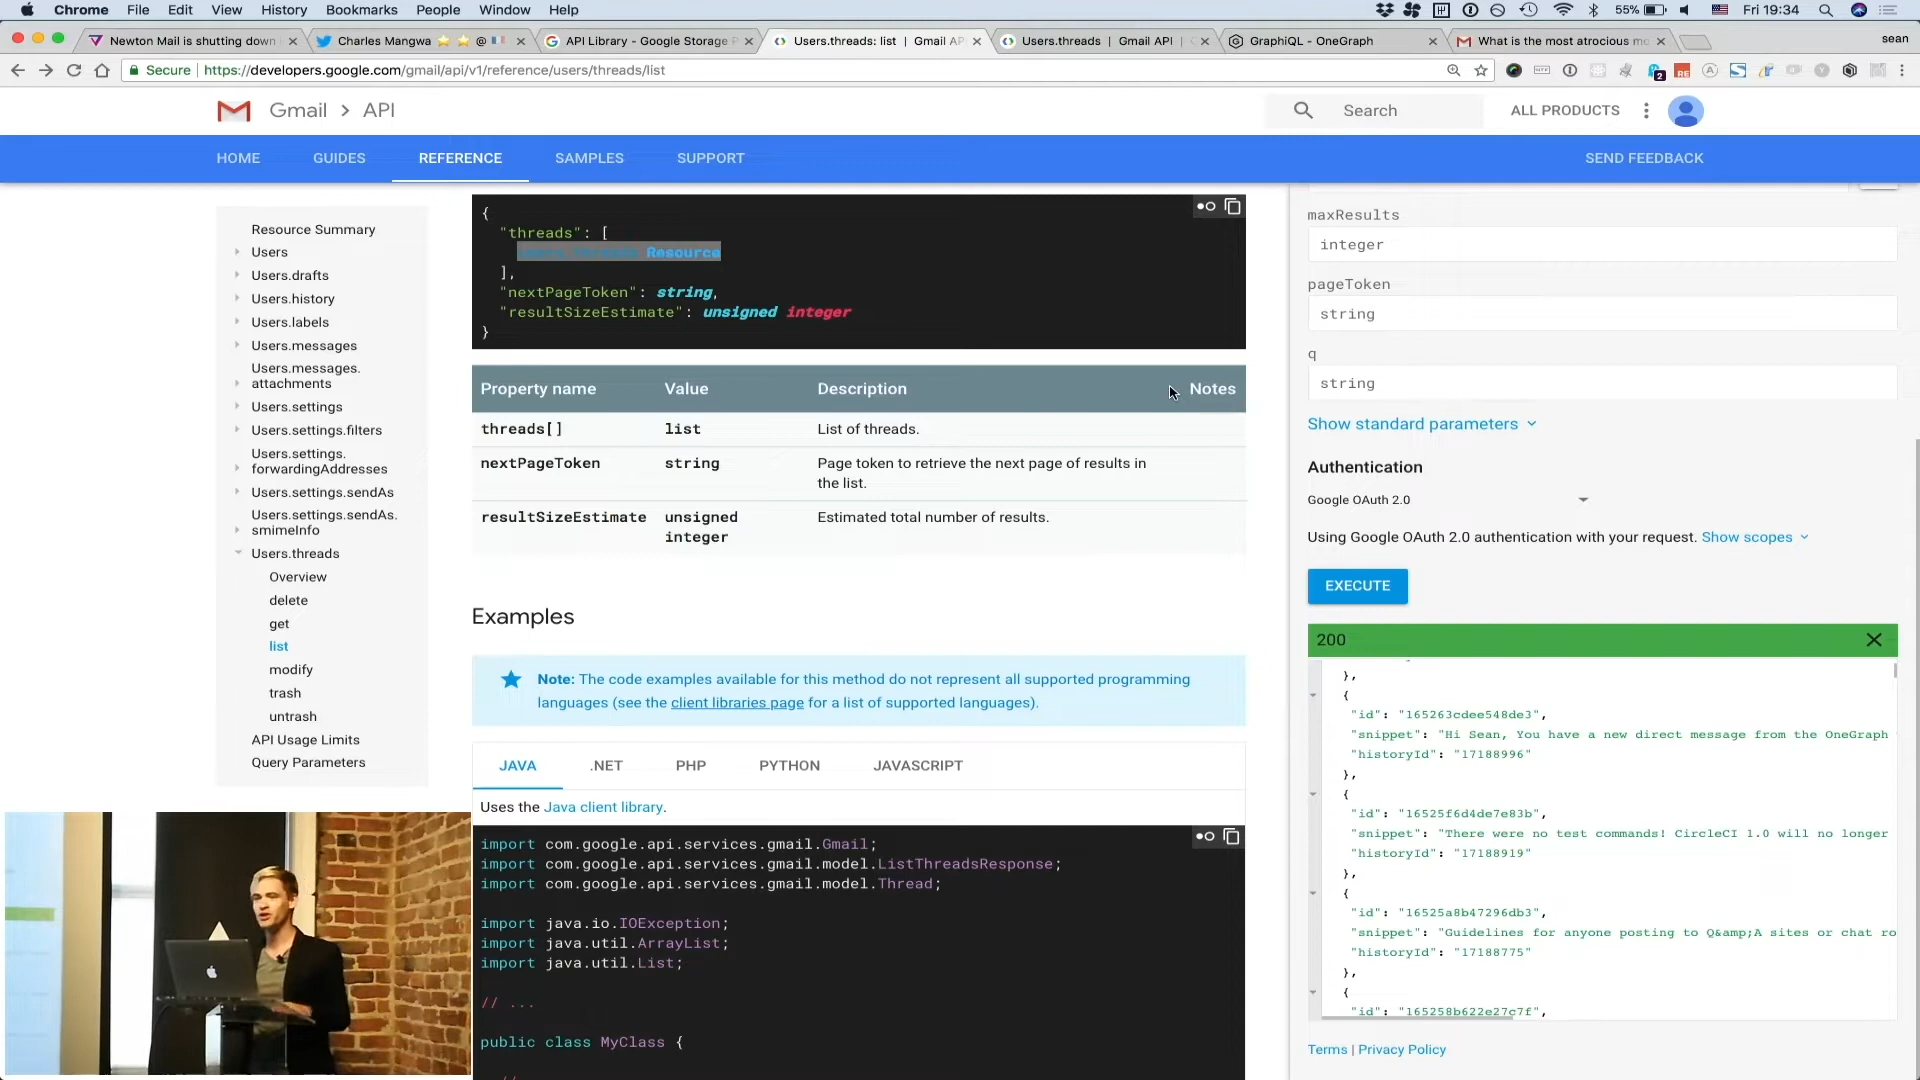 Chrome File Edit View History Bookmarks People Window Help 55% Fri 19:34
Newton Mail is shutting down
Charles Mangwa
API Library - Google Storage P
Users.threads: list | Gmail AP
Users.threads | Gmail API |
GraphiQL - OneGraph
What is the most atrocious mo
sean
Secure https://developers.google.com/gmail/api/v1/reference/users/threads/list
Gmail > API
Search
ALL PRODUCTS
HOME GUIDES REFERENCE SAMPLES SUPPORT SEND FEEDBACK
Resource Summary
Users
Users.drafts
Users.history
Users.labels
Users.messages
Users.messages.
attachments
Users.settings
Users.settings.filters
Users.settings.
forwardingAddresses
Users.settings.sendAs
Users.settings.sendAs.
smimeInfo
Users.threads
Overview
delete
get
list
modify
trash
untrash
API Usage Limits
Query Parameters
{
"threads": [
users.threads Resource
],
"nextPageToken": string,
"resultSizeEstimate": unsigned integer
}
Property name Value Description Notes
threads[] list List of threads.
nextPageToken string Page token to retrieve the next page of results in
the list.
resultSizeEstimate unsigned Estimated total number of results.
integer
Examples
Note: The code examples available for this method do not represent all supported programming
languages (see the client libraries page for a list of supported languages).
JAVA .NET PHP PYTHON JAVASCRIPT
Uses the Java client library.
import com.google.api.services.gmail.Gmail;
import com.google.api.services.gmail.model.ListThreadsResponse;
import com.google.api.services.gmail.model.Thread;
import java.io.IOException;
import java.util.ArrayList;
import java.util.List;
// ...
public class MyClass {
//
maxResults
integer
pageToken
string
q
string
Show standard parameters
Authentication
Google OAuth 2.0
Using Google OAuth 2.0 authentication with your request. Show scopes
EXECUTE
200
},
{
"id": "165263cdee548de3",
"snippet": "Hi Sean, You have a new direct message from the OneGraph
"historyId": "17188996"
},
{
"id": "16525f6d4de7e83b",
"snippet": "There were no test commands! CircleCI 1.0 will no longer
"historyId": "17188919"
},
{
"id": "16525a8b47296db3",
"snippet": "Guidelines for anyone posting to Q&amp;A sites or chat ro
"historyId": "17188775"
},
{
"id": "165258b622e27c7f",
Terms | Privacy Policy